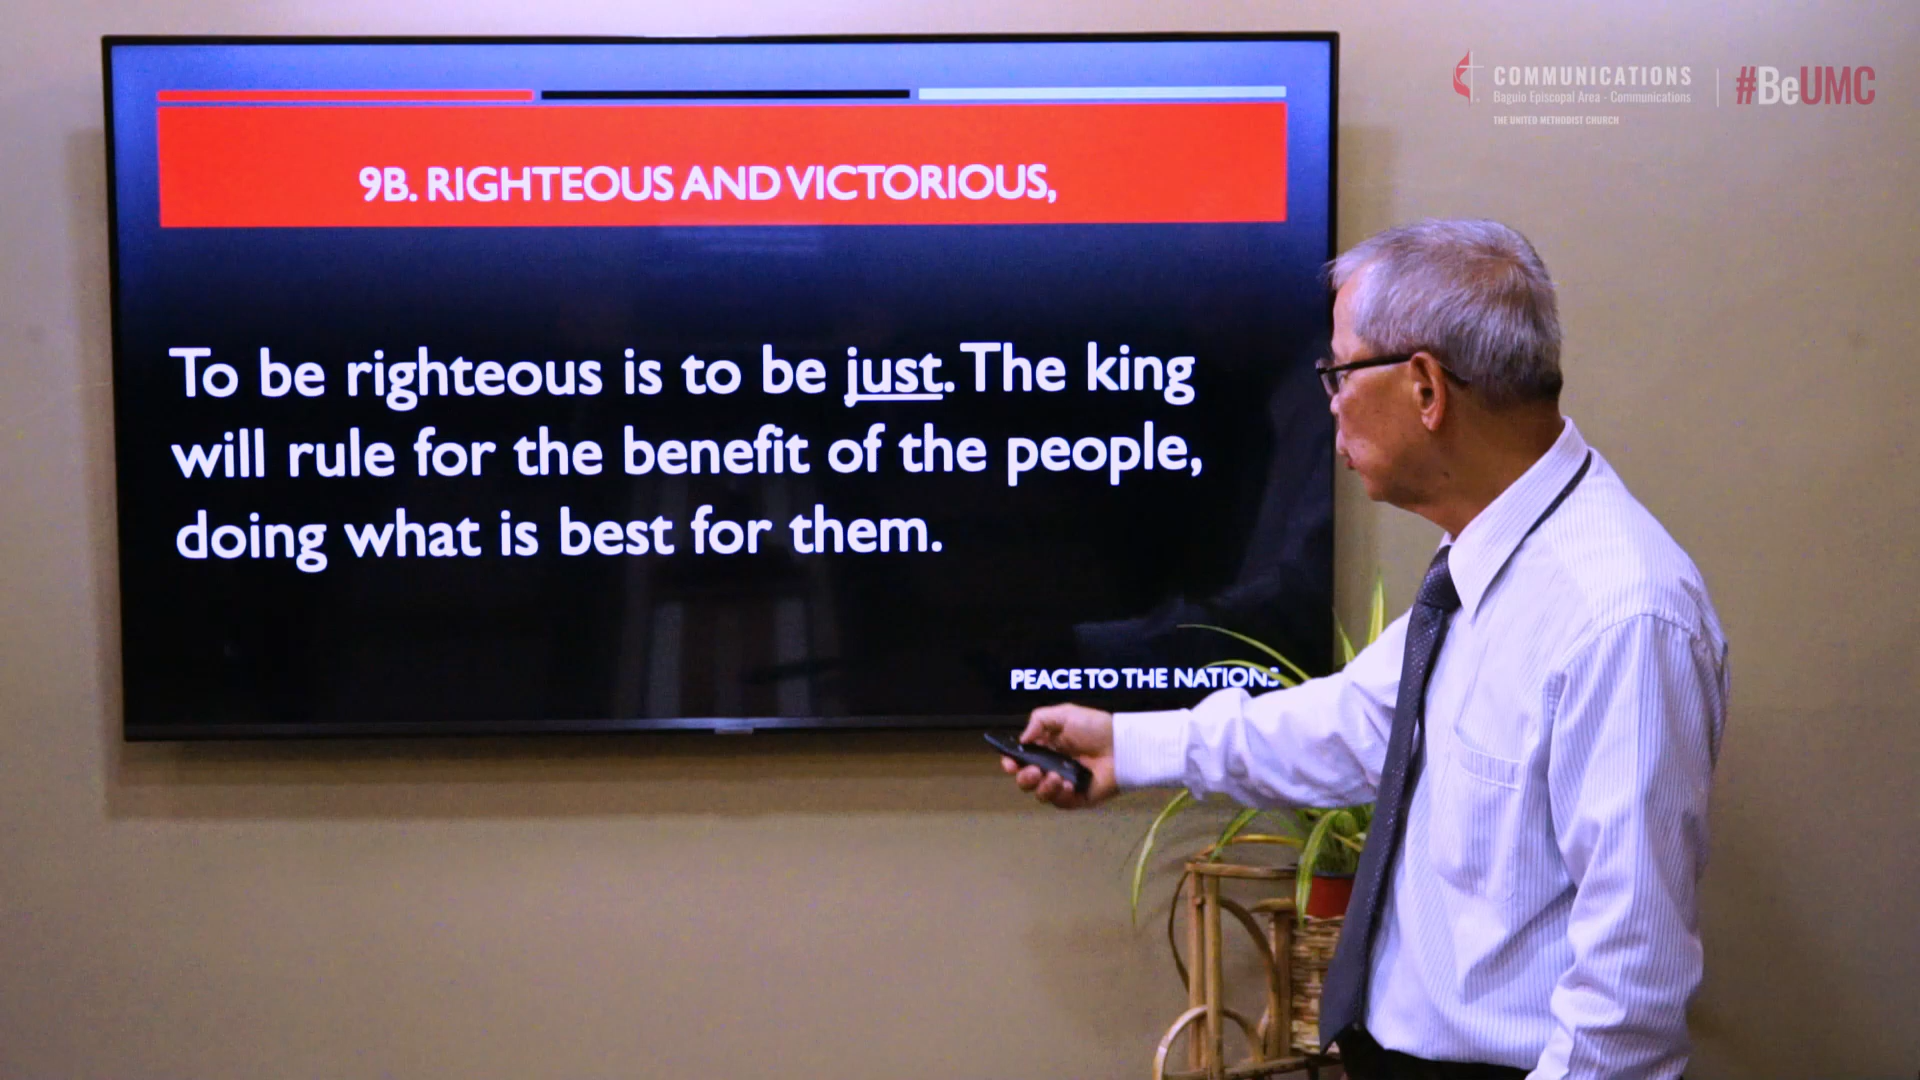 COMMUNICATIONS
Baguio Episcopal Area - Communications
THE UNITED METHODIST CHURCH
#BeUMC
9B. RIGHTEOUS AND VICTORIOUS,
To be righteous is to be just. The king
will rule for the benefit of the people,
doing what is best for them.
PEACE TO THE NATIONS